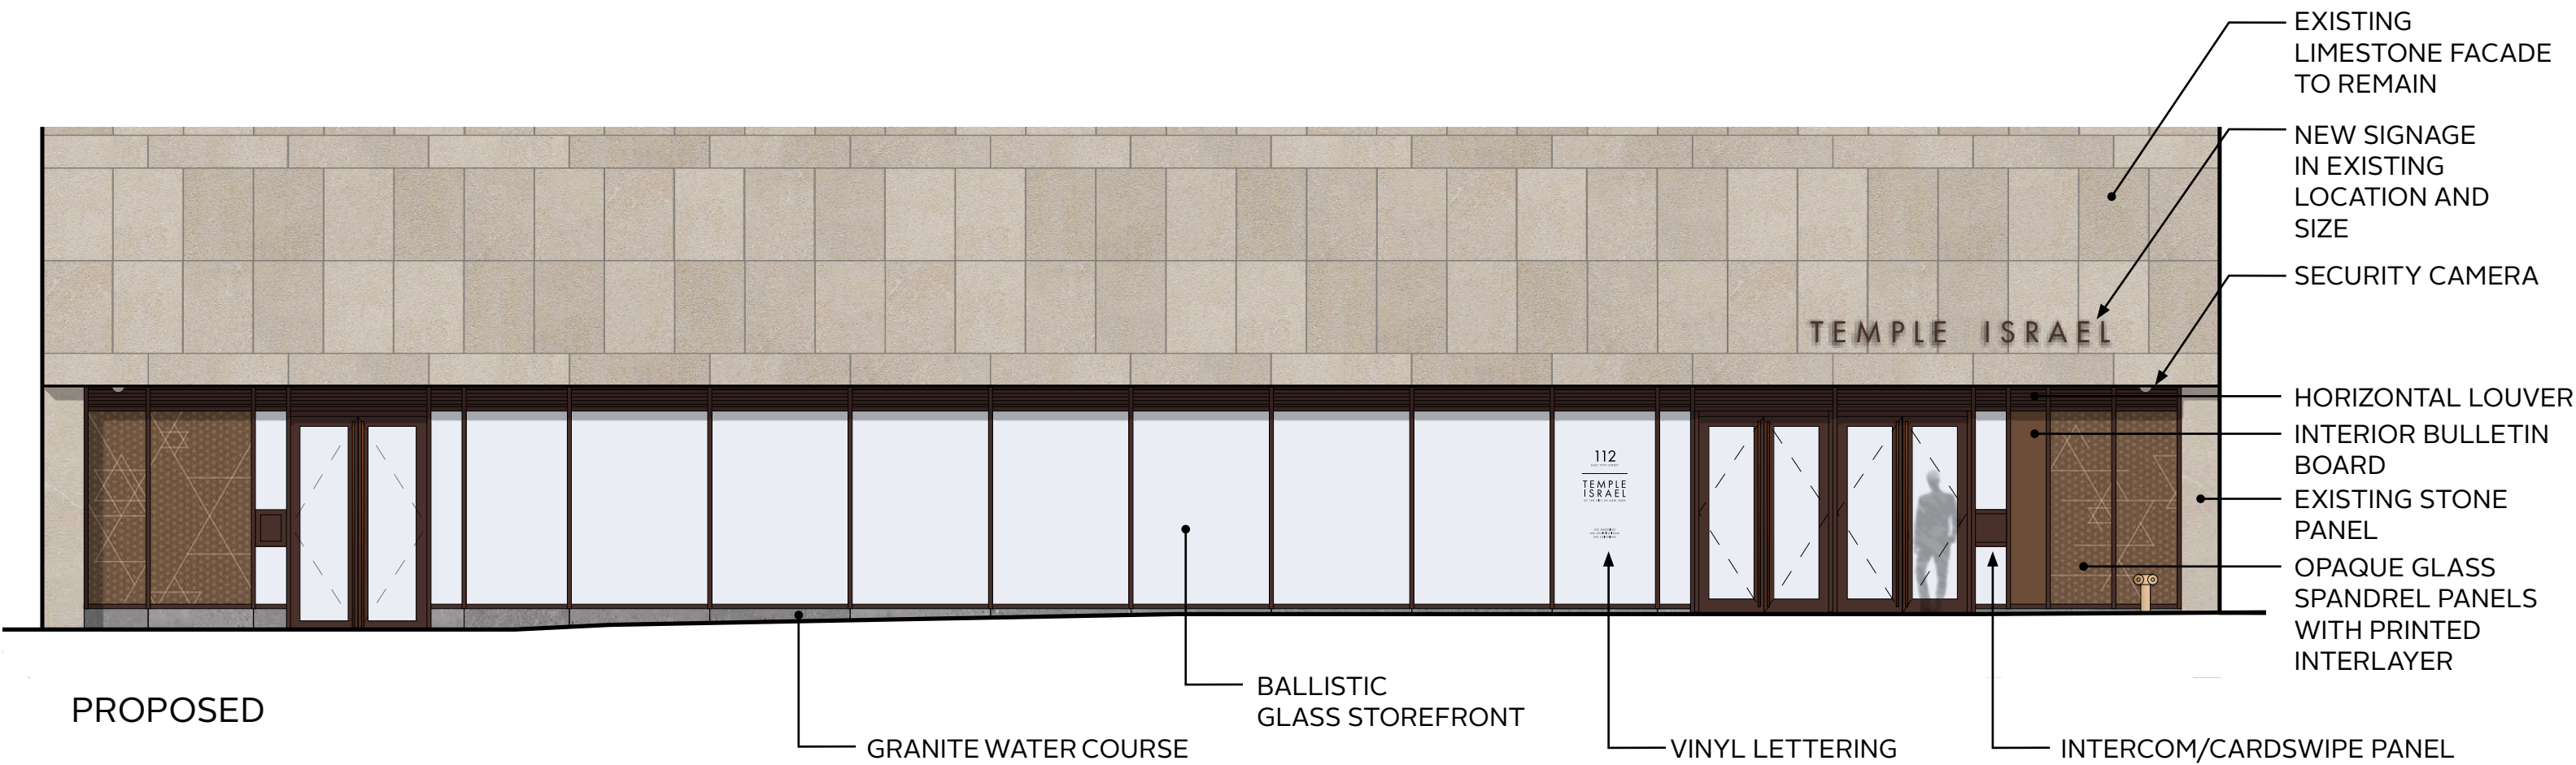 EXISTING
LIMESTONE FACADE
TO REMAIN
NEW SIGNAGE
IN EXISTING
LOCATION AND
SIZE
SECURITY CAMERA
TEMPLE ISRAEL
HORIZONTAL LOUVER
INTERIOR BULLETIN
BOARD
EXISTING STONE
PANEL
OPAQUE GLASS
SPANDREL PANELS
WITH PRINTED
INTERLAYER
112
TEMPLE
ISRAEL
PROPOSED
BALLISTIC
GLASS STOREFRONT
GRANITE WATER COURSE
VINYL LETTERING
INTERCOM/CARDSWIPE PANEL